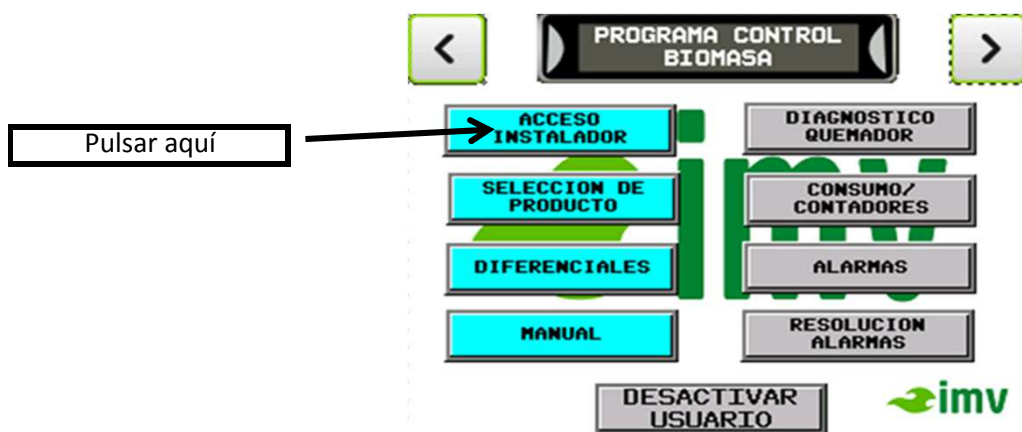 PROGRAMA CONTROL
BIOMASA
Pulsar aquí
ACCESO
INSTALADOR
DIAGNOSTICO
QUEMADOR
SELECCION DE
PRODUCTO
CONSUMO/
CONTADORES
DIFERENCIALES
ALARMAS
MANUAL
RESOLUCION
ALARMAS
DESACTIVAR
USUARIO
imv
imv